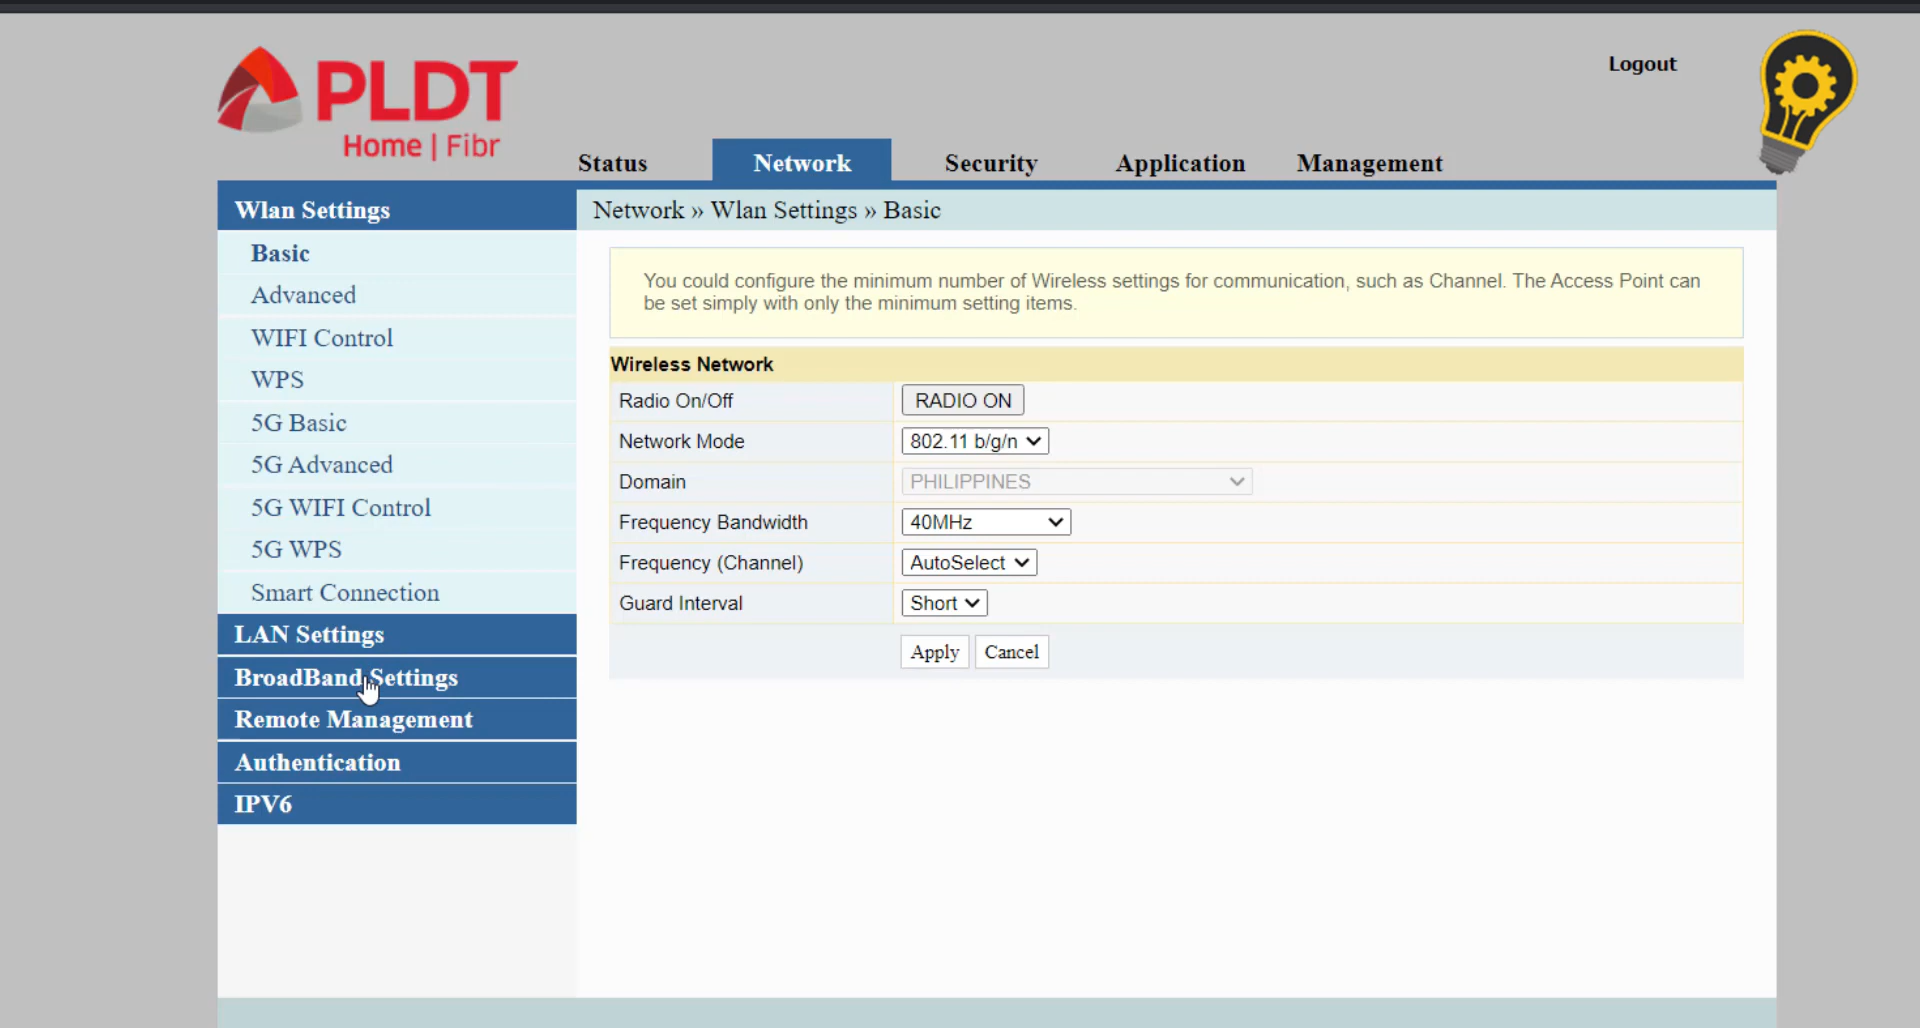 PLDT
Home | Fibr
Logout
Status
Network
Security
Application
Management
Wlan Settings
Basic
Advanced
WIFI Control
WPS
5G Basic
5G Advanced
5G WIFI Control
5G WPS
Smart Connection
LAN Settings
BroadBand Settings
Remote Management
Authentication
IPV6
Network » Wlan Settings » Basic
You could configure the minimum number of Wireless settings for communication, such as Channel. The Access Point can
be set simply with only the minimum setting items.
Wireless Network
Radio On/Off RADIO ON
Network Mode 802.11 b/g/n
Domain PHILIPPINES
Frequency Bandwidth 40MHz
Frequency (Channel) AutoSelect
Guard Interval Short
Apply Cancel